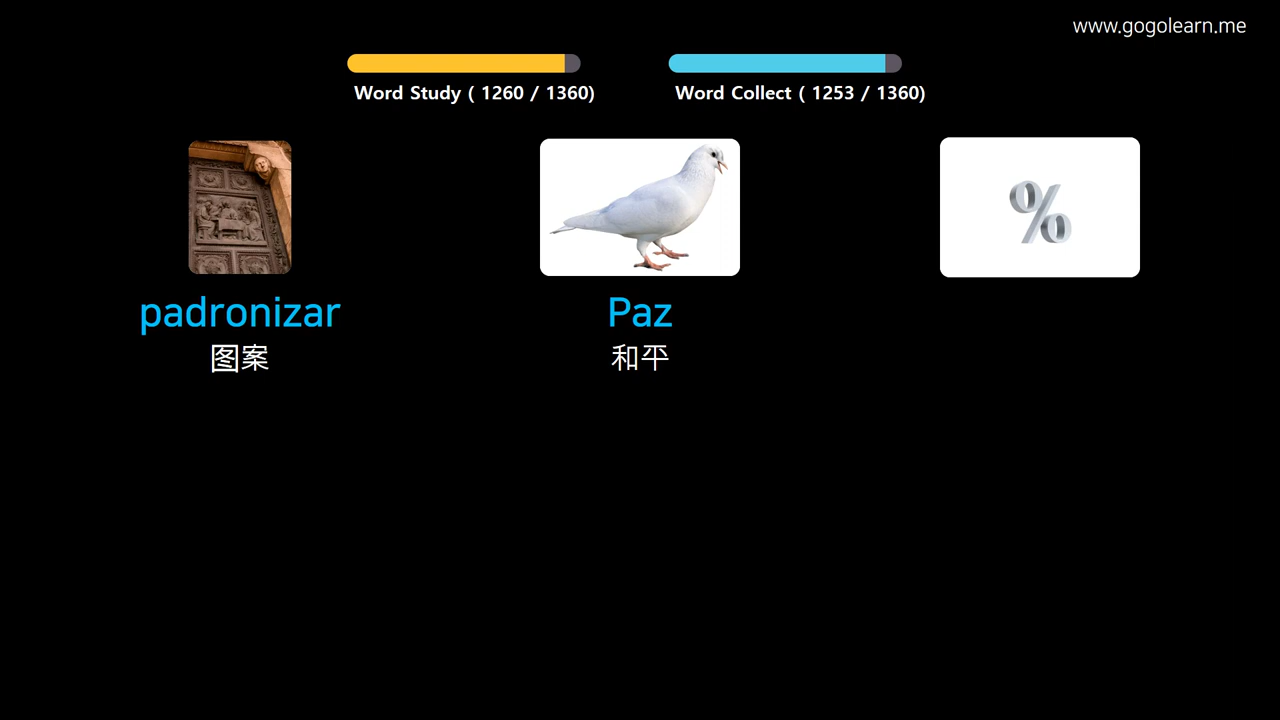 www.gogolearn.me
Word Study ( 1260 / 1360)
Word Collect ( 1253 / 1360)
%
padronizar
图案
Paz
和平